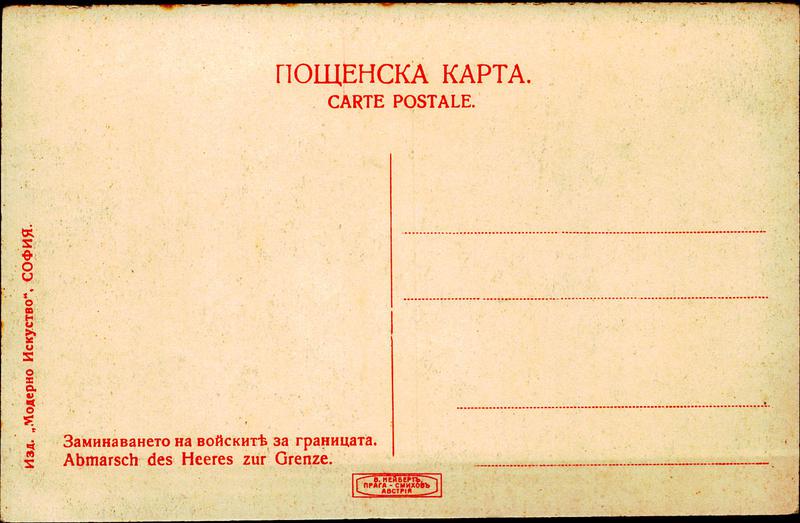 ПОЩЕНСКА КАРТА.
CARTE POSTALE.
Изд. „Модерно Искуство", СОФИЯ.
Заминаването на войскитѣ за границата.
Abmarsch des Heeres zur Grenze.
В. НЕЙБЕРТЪ,
ПРАГА - СМИХОВЪ
АВСТРІЯ